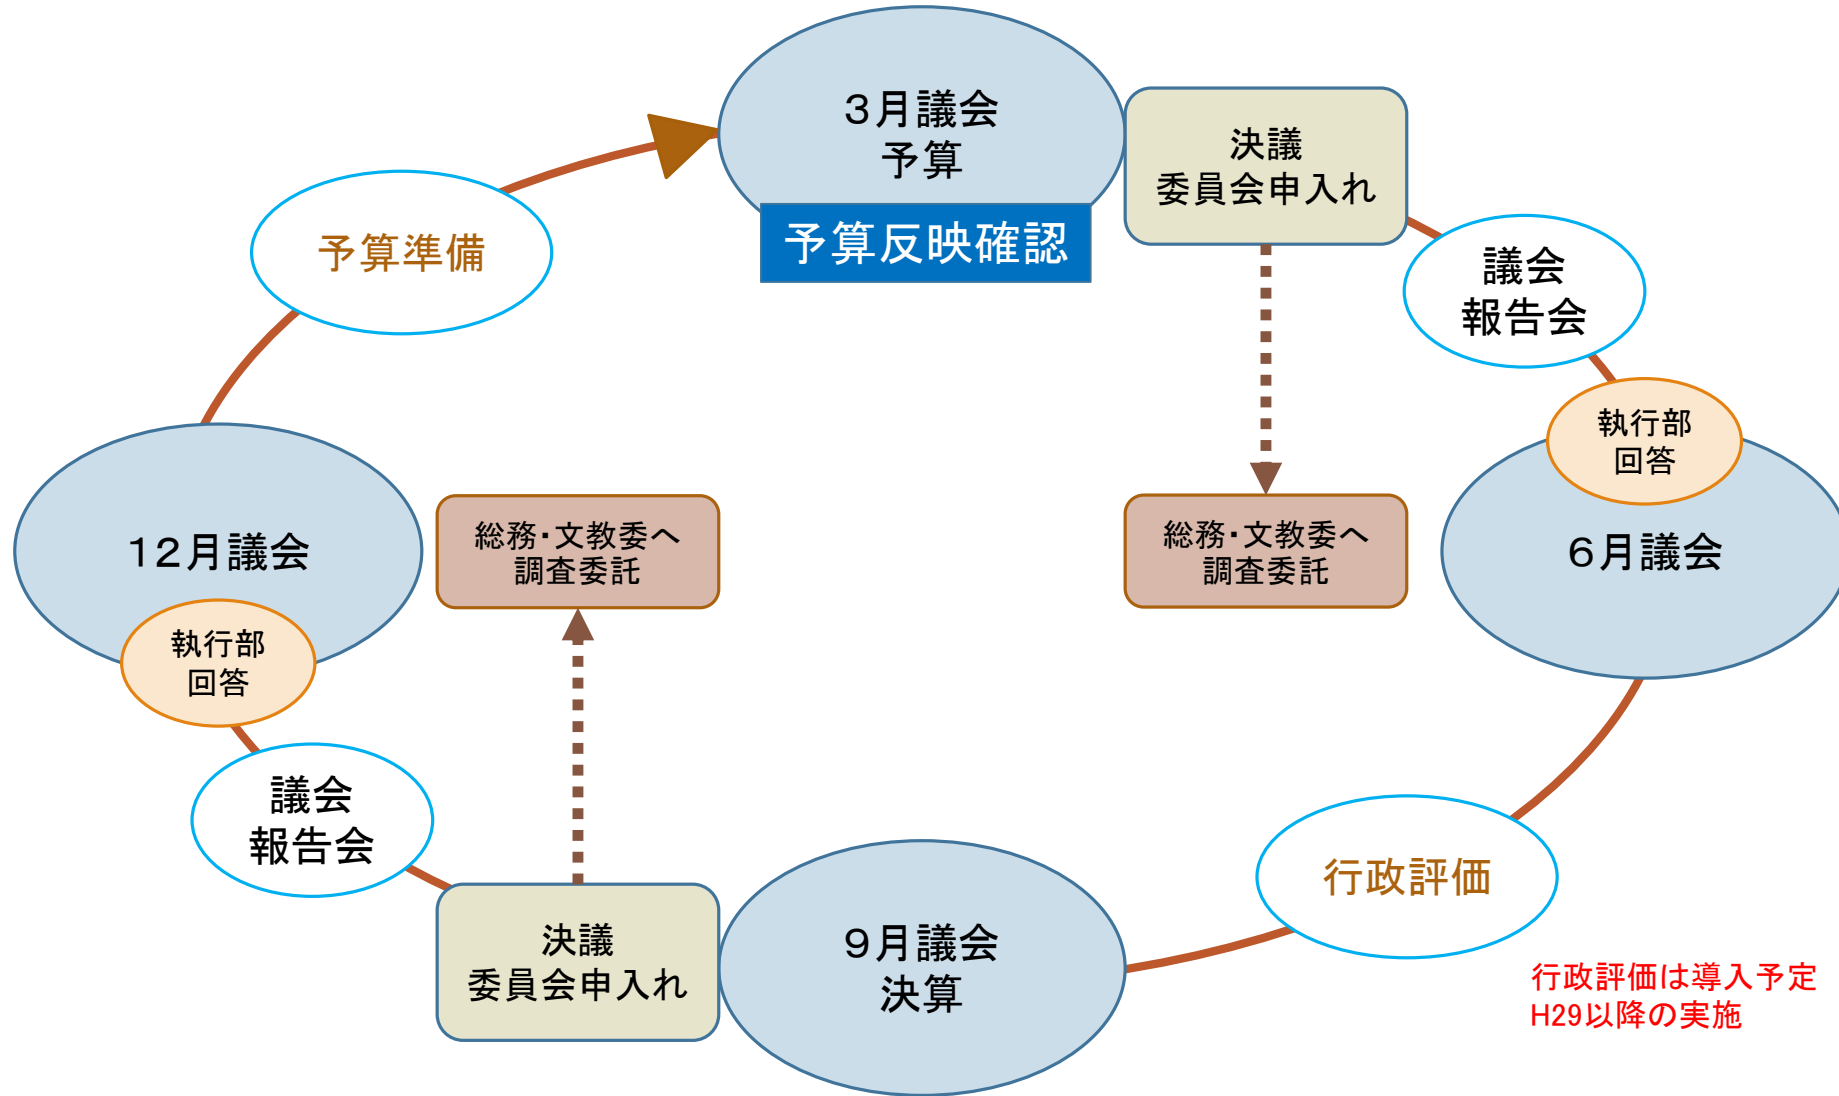 ３月議会
予算
予算反映確認
決議
委員会申入れ
議会
報告会
執行部
回答
６月議会
総務・文教委へ
調査委託
行政評価
行政評価は導入予定
H29以降の実施
９月議会
決算
決議
委員会申入れ
総務・文教委へ
調査委託
議会
報告会
執行部
回答
１２月議会
予算準備